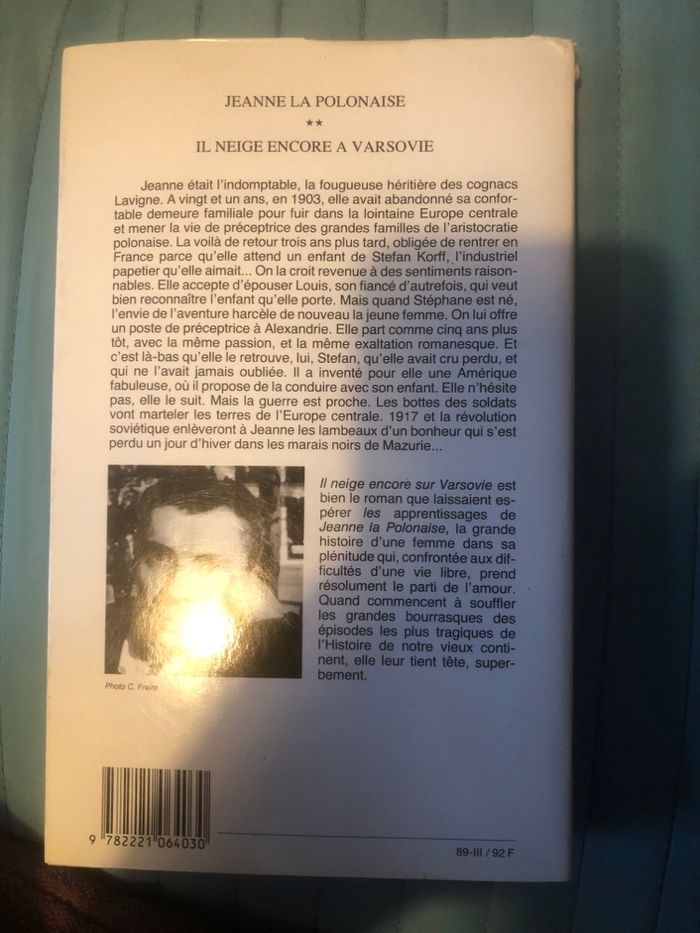 JEANNE LA POLONAISE
★★
IL NEIGE ENCORE A VARSOVIE
Jeanne était l'indomptable, la fougueuse héritière des cognacs
Lavigne. A vingt et un ans, en 1903, elle avait abandonné sa confor-
table demeure familiale pour fuir dans la lointaine Europe centrale
et mener la vie de préceptrice des grandes familles de l'aristocratie
polonaise. La voilà de retour trois ans plus tard, obligée de rentrer en
France parce qu'elle attend un enfant de Stefan Korff, l'industriel
papetier qu'elle aimait... On la croit revenue à des sentiments raison-
nables. Elle accepte d'épouser Louis, son fiancé d'autrefois, qui veut
bien reconnaître l'enfant qu'elle porte. Mais quand Stéphane est né,
l'envie de l'aventure harcèle de nouveau la jeune femme. On lui offre
un poste de préceptrice à Alexandrie. Elle part comme cinq ans plus
tôt, avec la même passion, et la même exaltation romanesque. Et
c'est là-bas qu'elle le retrouve, lui, Stefan, qu'elle avait cru perdu, et
qui ne l'avait jamais oubliée. Il a inventé pour elle une Amérique
fabuleuse, où il propose de la conduire avec son enfant. Elle n'hésite
pas, elle le suit. Mais la guerre est proche. Les bottes des soldats
vont marteler les terres de l'Europe centrale. 1917 et la révolution
soviétique enlèveront à Jeanne les lambeaux d'un bonheur qui s'est
perdu un jour d'hiver dans les marais noirs de Mazurie...
Il neige encore sur Varsovie est
bien le roman que laissaient es-
pérer les apprentissages de
Jeanne la Polonaise, la grande
histoire d'une femme dans sa
plénitude qui, confrontée aux dif-
ficultés d'une vie libre, prend
résolument le parti de l'amour.
Quand commencent à souffler
les grandes bourrasques des
épisodes les plus tragiques de
l'Histoire de notre vieux conti-
nent, elle leur tient tête, super-
bement.
Photo C. Freire
9 782221 064030
89-III / 92 F